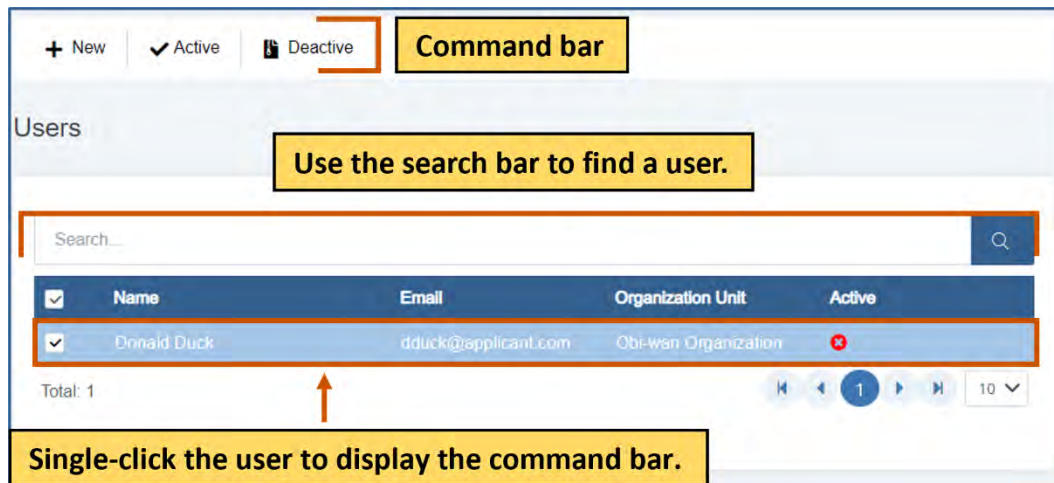 New Active Deactive Command bar
Users
Use the search bar to find a user.
Search...
Name Email Organization Unit Active
Donald Duck dduck@applicant.com Obi-wan Organization
Total: 1 1 10
Single-click the user to display the command bar.